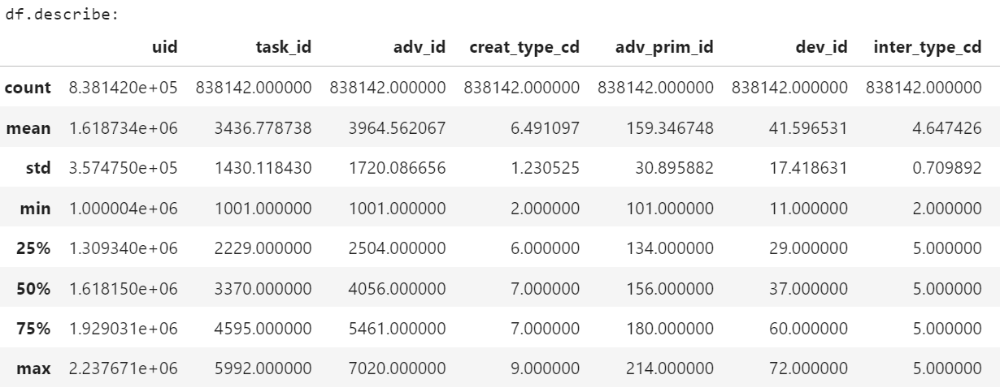 df.describe:
uid task_id adv_id creat_type_cd adv_prim_id dev_id inter_type_cd
count 8.381420e+05 838142.000000 838142.000000 838142.000000 838142.000000 838142.000000 838142.000000
mean 1.618734e+06 3436.778738 3964.562067 6.491097 159.346748 41.596531 4.647426
std 3.574750e+05 1430.118430 1720.086656 1.230525 30.895882 17.418631 0.709892
min 1.000004e+06 1001.000000 1001.000000 2.000000 101.000000 11.000000 2.000000
25% 1.309340e+06 2229.000000 2504.000000 6.000000 134.000000 29.000000 5.000000
50% 1.618150e+06 3370.000000 4056.000000 7.000000 156.000000 37.000000 5.000000
75% 1.929031e+06 4595.000000 5461.000000 7.000000 180.000000 60.000000 5.000000
max 2.237671e+06 5992.000000 7020.000000 9.000000 214.000000 72.000000 5.000000